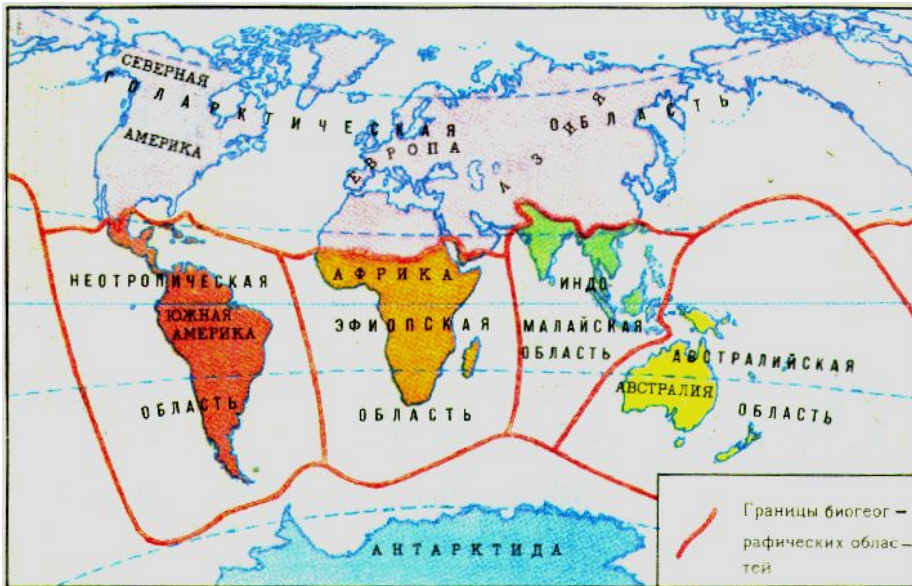 СЕВЕРНАЯ
ГОЛАРКТИЧЕСКАЯ ОБЛАСТЬ
АМЕРИКА
ЕВРОПА
АЗИЯ
НЕОТРОПИЧЕСКАЯ
ЮЖНАЯ
АМЕРИКА
ОБЛАСТЬ
АФРИКА
ЭФИОПСКАЯ
ОБЛАСТЬ
ИНДО
МАЛАЙСКАЯ
ОБЛАСТЬ
АВСТРАЛИЙСКАЯ
АВСТРАЛИЯ
ОБЛАСТЬ
АНТАРКТИДА
Границы биогеог –
рафических облас –
тей